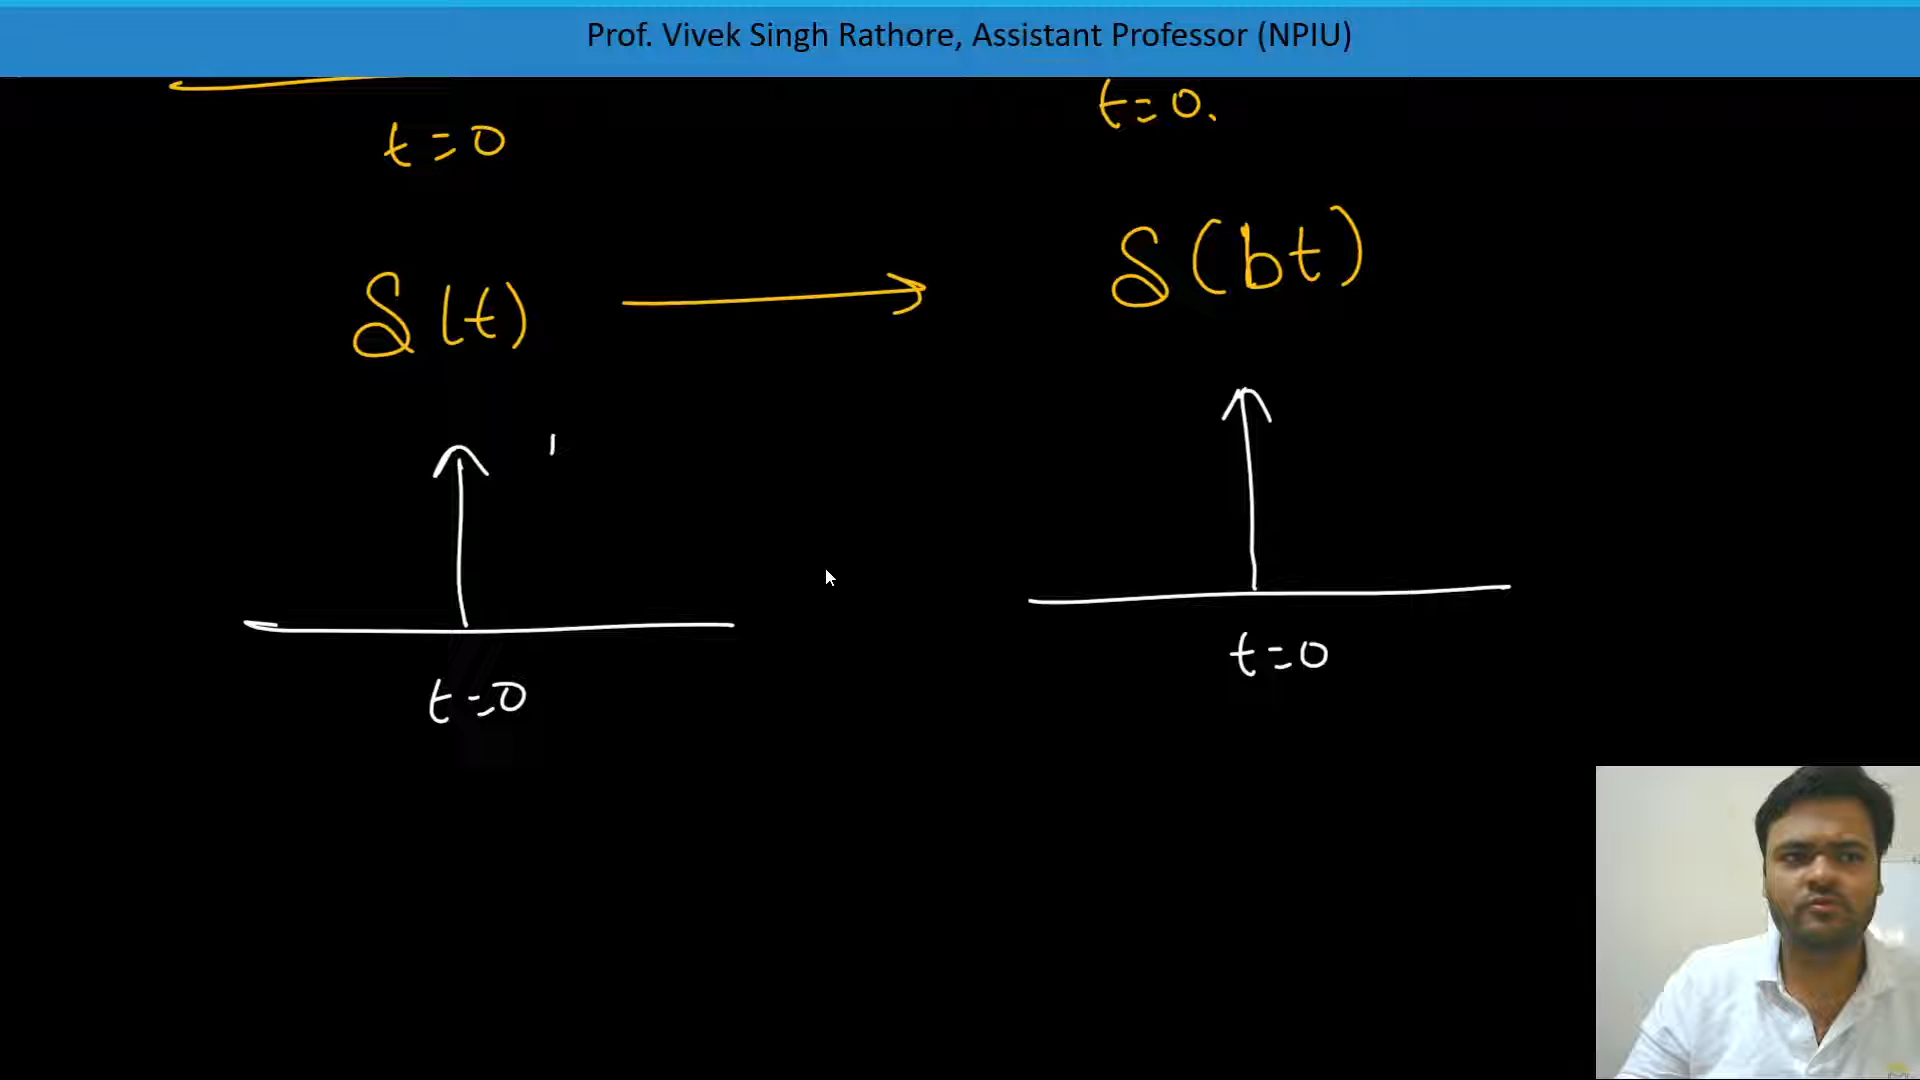 Prof. Vivek Singh Rathore, Assistant Professor (NPIU)
t=0.
t=0
δ(bt)
δ(t)
t=0
t=0